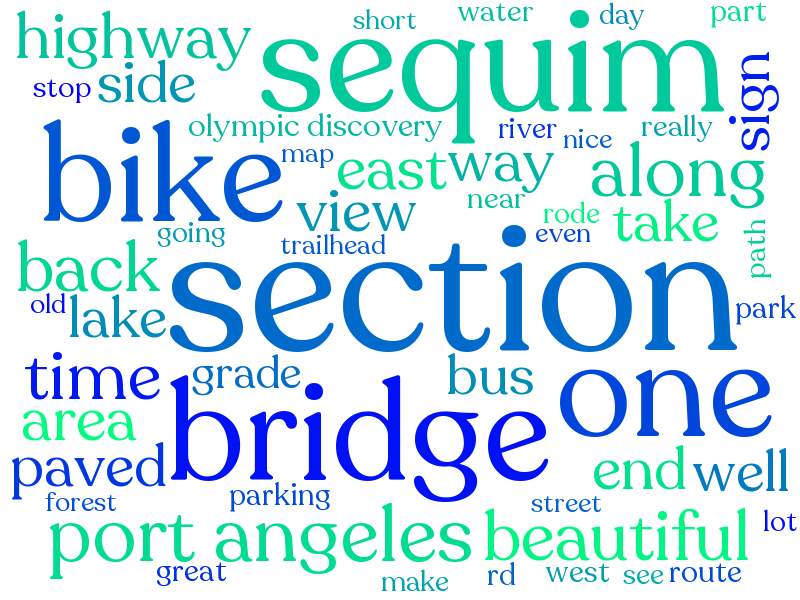 short
water
day
part
highway
sequim
stop
side
sign
olympic discovery
river
nice
really
bike
map
east
way
along
near
view
rode
take
going
trailhead
even
path
back
section
old
lake
park
time
grade
bus
one
area
bridge
paved
end
well
forest
parking
street
port angeles
beautiful
lot
great
make
rd
west
see
route